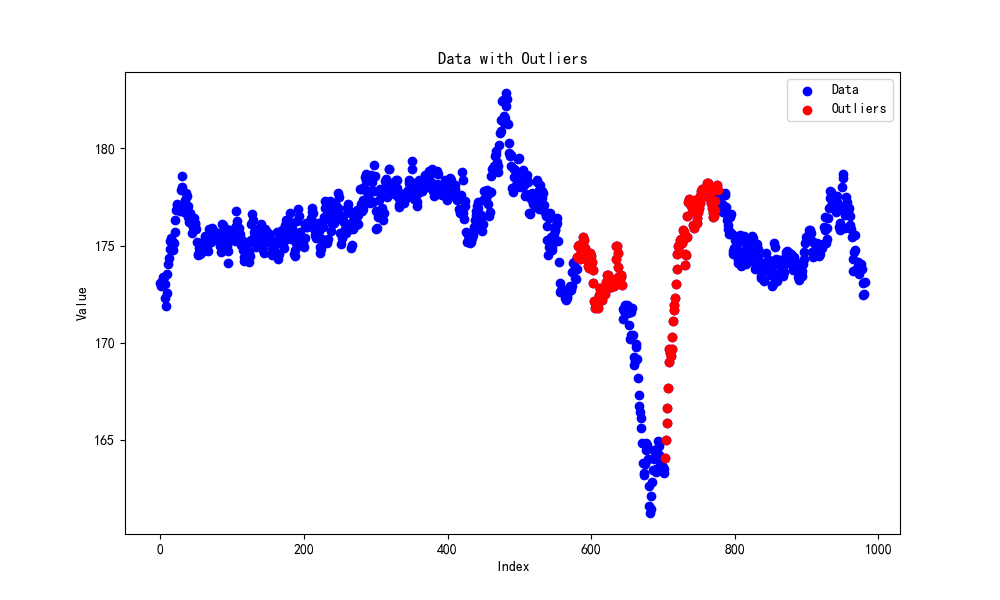 Data with Outliers
Data
Outliers
180
175
170
165
Value
0 200 400 600 800 1000
Index